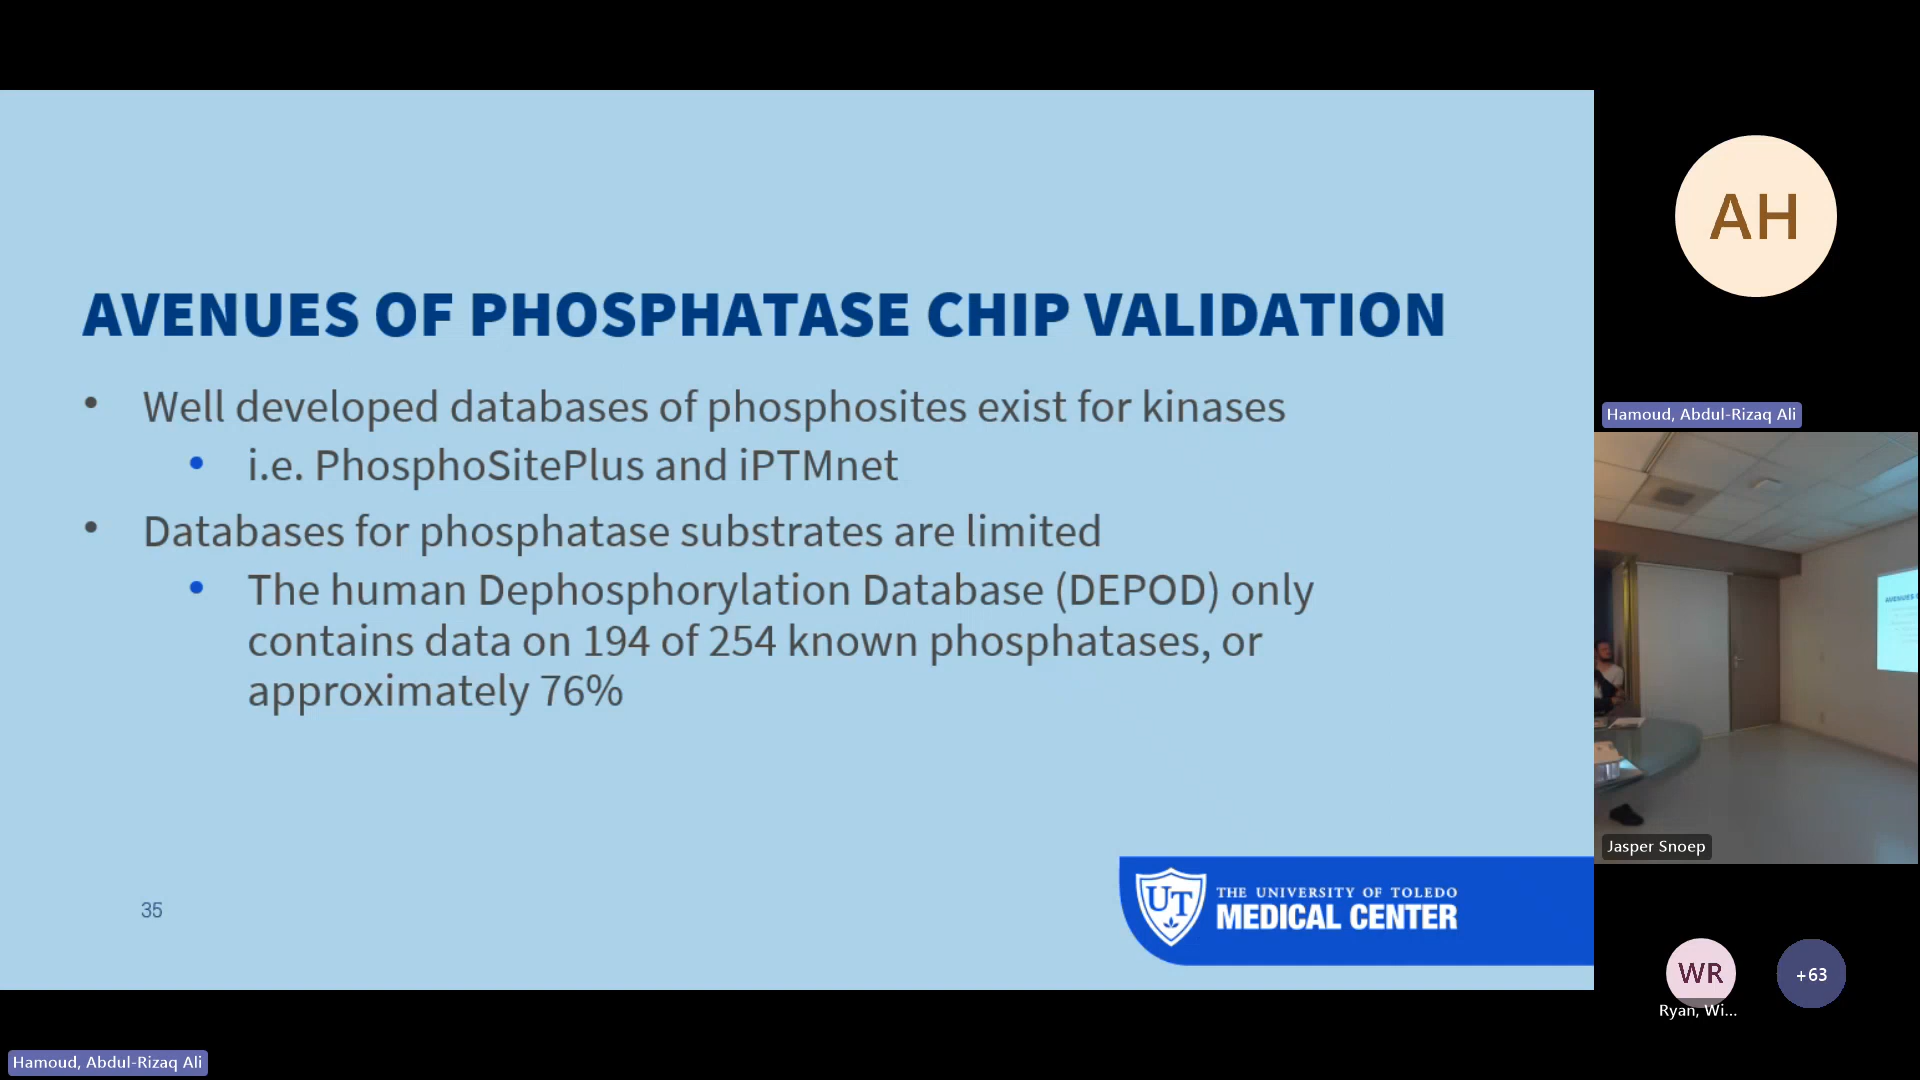 AVENUES OF PHOSPHATASE CHIP VALIDATION
• Well developed databases of phosphosites exist for kinases
• i.e. PhosphoSitePlus and iPTMnet
• Databases for phosphatase substrates are limited
• The human Dephosphorylation Database (DEPOD) only
contains data on 194 of 254 known phosphatases, or
approximately 76%
35
UT
THE UNIVERSITY OF TOLEDO
MEDICAL CENTER
AH
Hamoud, Abdul-Rizaq Ali
Jasper Snoep
WR
Ryan, Wi...
+63
Hamoud, Abdul-Rizaq Ali